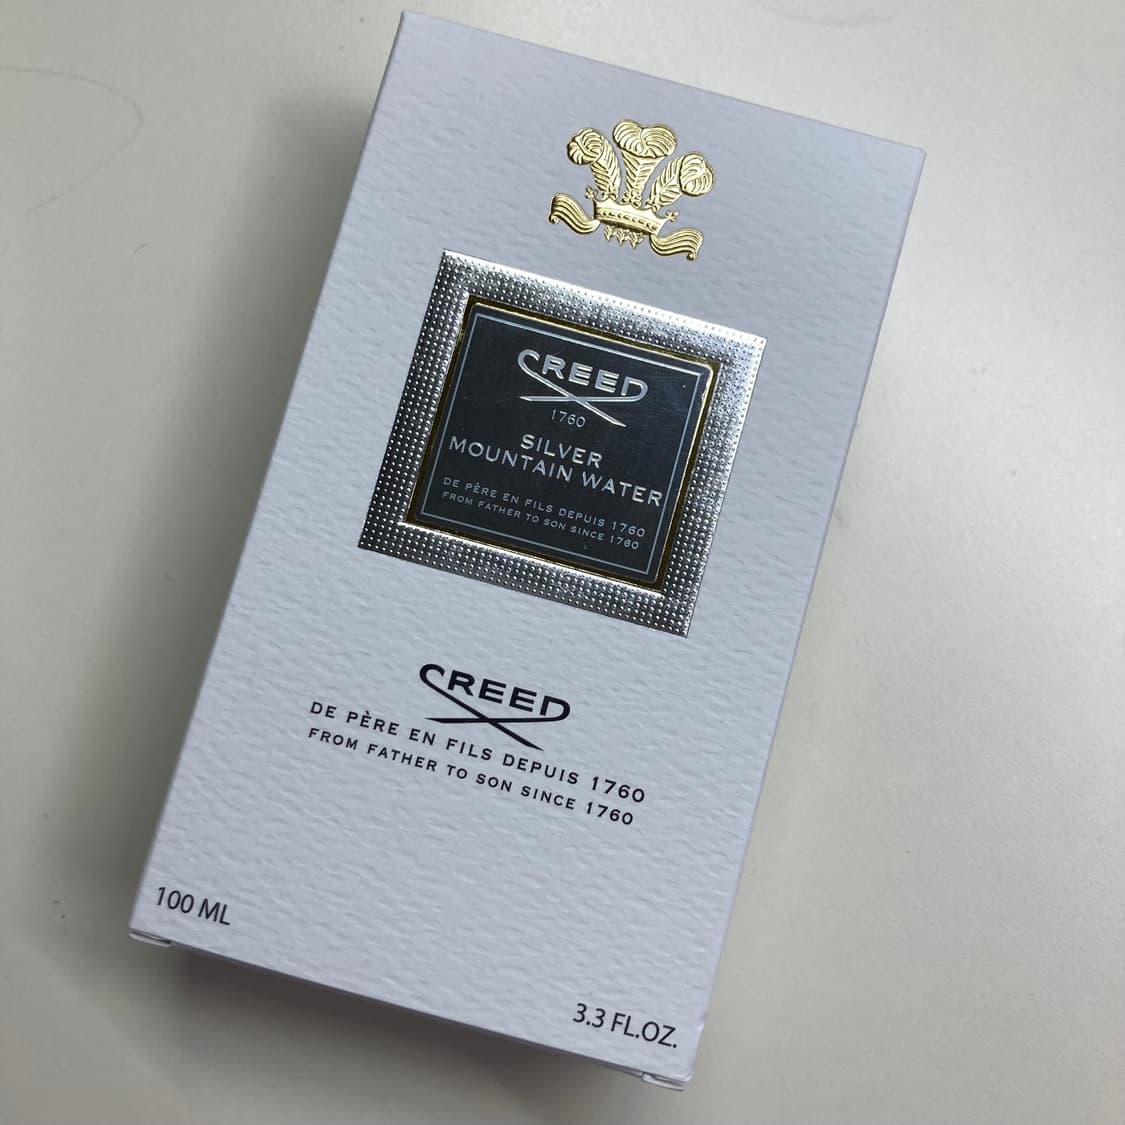 CREED
1760
SILVER
MOUNTAIN WATER
DE PÈRE EN FILS DEPUIS 1760
FROM FATHER TO SON SINCE 1760
CREED
DE PÈRE EN FILS DEPUIS 1760
FROM FATHER TO SON SINCE 1760
100 ML
3.3 FL.OZ.